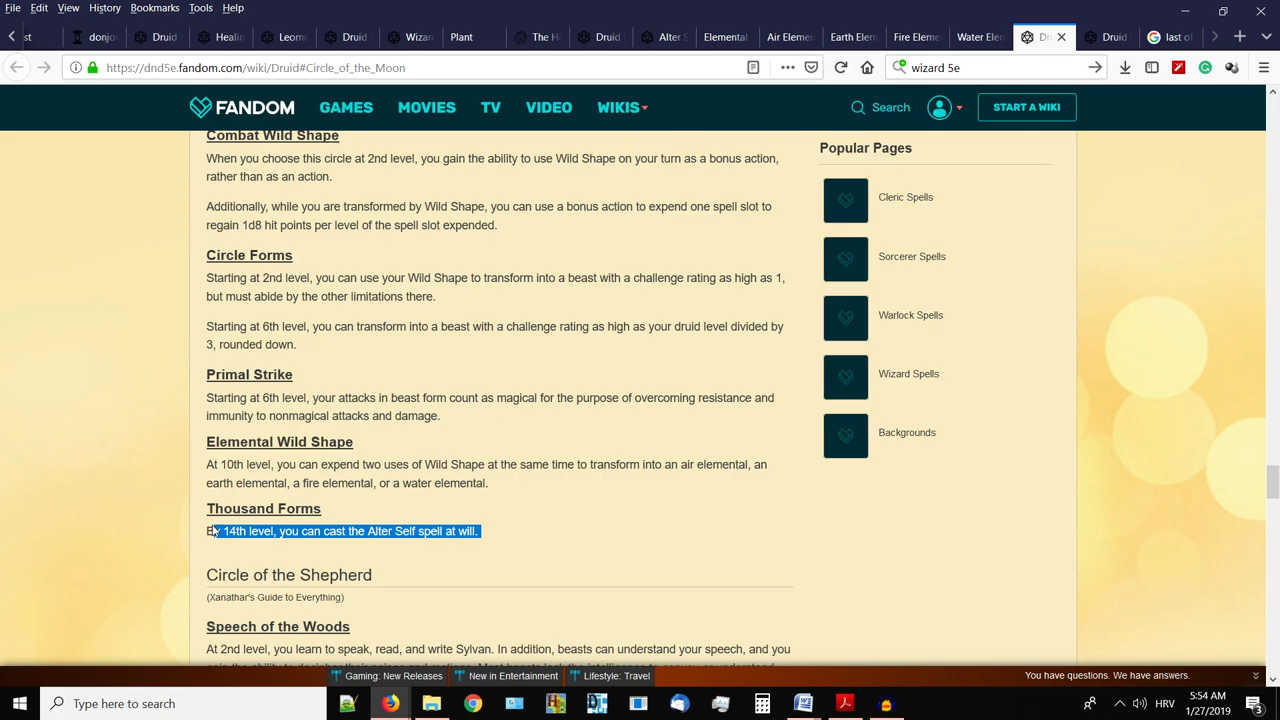 File Edit View History Bookmarks Tools Help
st donjo Druid Healin Leomu Druid Wizard Plant The H Druid Alter S Elemental Air Elem Earth Elem Fire Elem Water Elem Dr Druid last of
https://dnd5e.fandom.com/wiki/Druid#Circle_of_the_Moon wizard 5e
FANDOM GAMES MOVIES TV VIDEO WIKIS Search START A WIKI
Combat Wild Shape
When you choose this circle at 2nd level, you gain the ability to use Wild Shape on your turn as a bonus action,
rather than as an action.
Additionally, while you are transformed by Wild Shape, you can use a bonus action to expend one spell slot to
regain 1d8 hit points per level of the spell slot expended.
Circle Forms
Starting at 2nd level, you can use your Wild Shape to transform into a beast with a challenge rating as high as 1,
but must abide by the other limitations there.
Starting at 6th level, you can transform into a beast with a challenge rating as high as your druid level divided by
3, rounded down.
Primal Strike
Starting at 6th level, your attacks in beast form count as magical for the purpose of overcoming resistance and
immunity to nonmagical attacks and damage.
Elemental Wild Shape
At 10th level, you can expend two uses of Wild Shape at the same time to transform into an air elemental, an
earth elemental, a fire elemental, or a water elemental.
Thousand Forms
By 14th level, you can cast the Alter Self spell at will.
Circle of the Shepherd
(Xanathar's Guide to Everything)
Speech of the Woods
At 2nd level, you learn to speak, read, and write Sylvan. In addition, beasts can understand your speech, and you
Popular Pages
Cleric Spells
Sorcerer Spells
Warlock Spells
Wizard Spells
Backgrounds
Gaming: New Releases New in Entertainment Lifestyle: Travel You have questions. We have answers.
Type here to search HRV 5:54 AM
1/27/2019 3